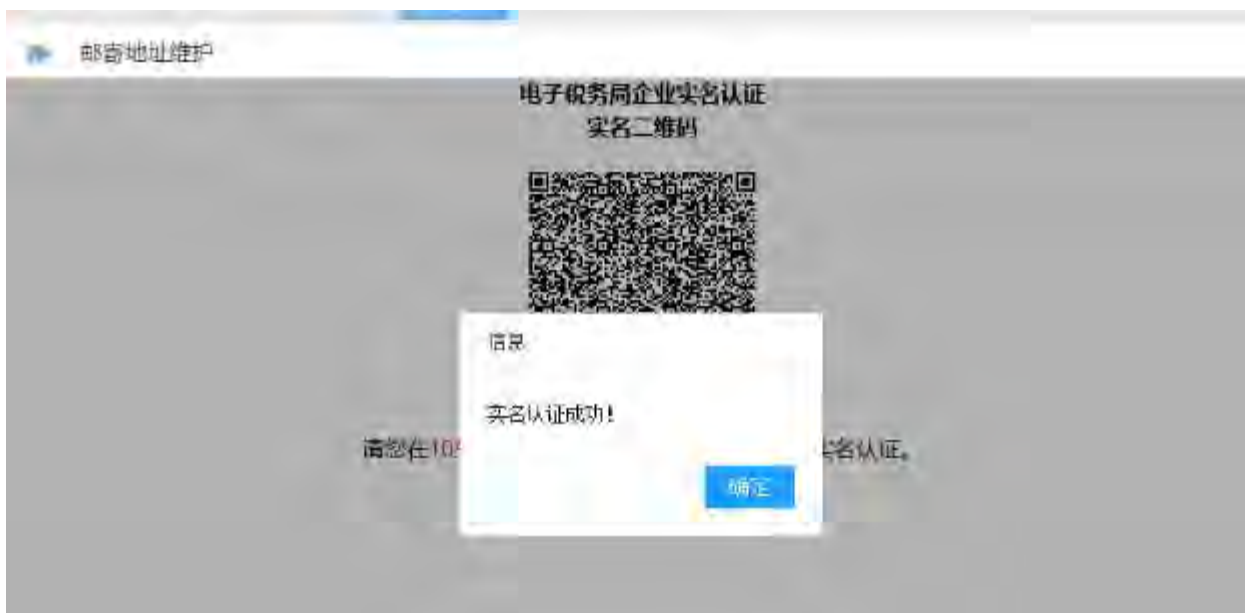 邮寄地址维护
电子税务局企业实名认证
实名二维码
信息
实名认证成功！
请您在105
实名认证。
确定